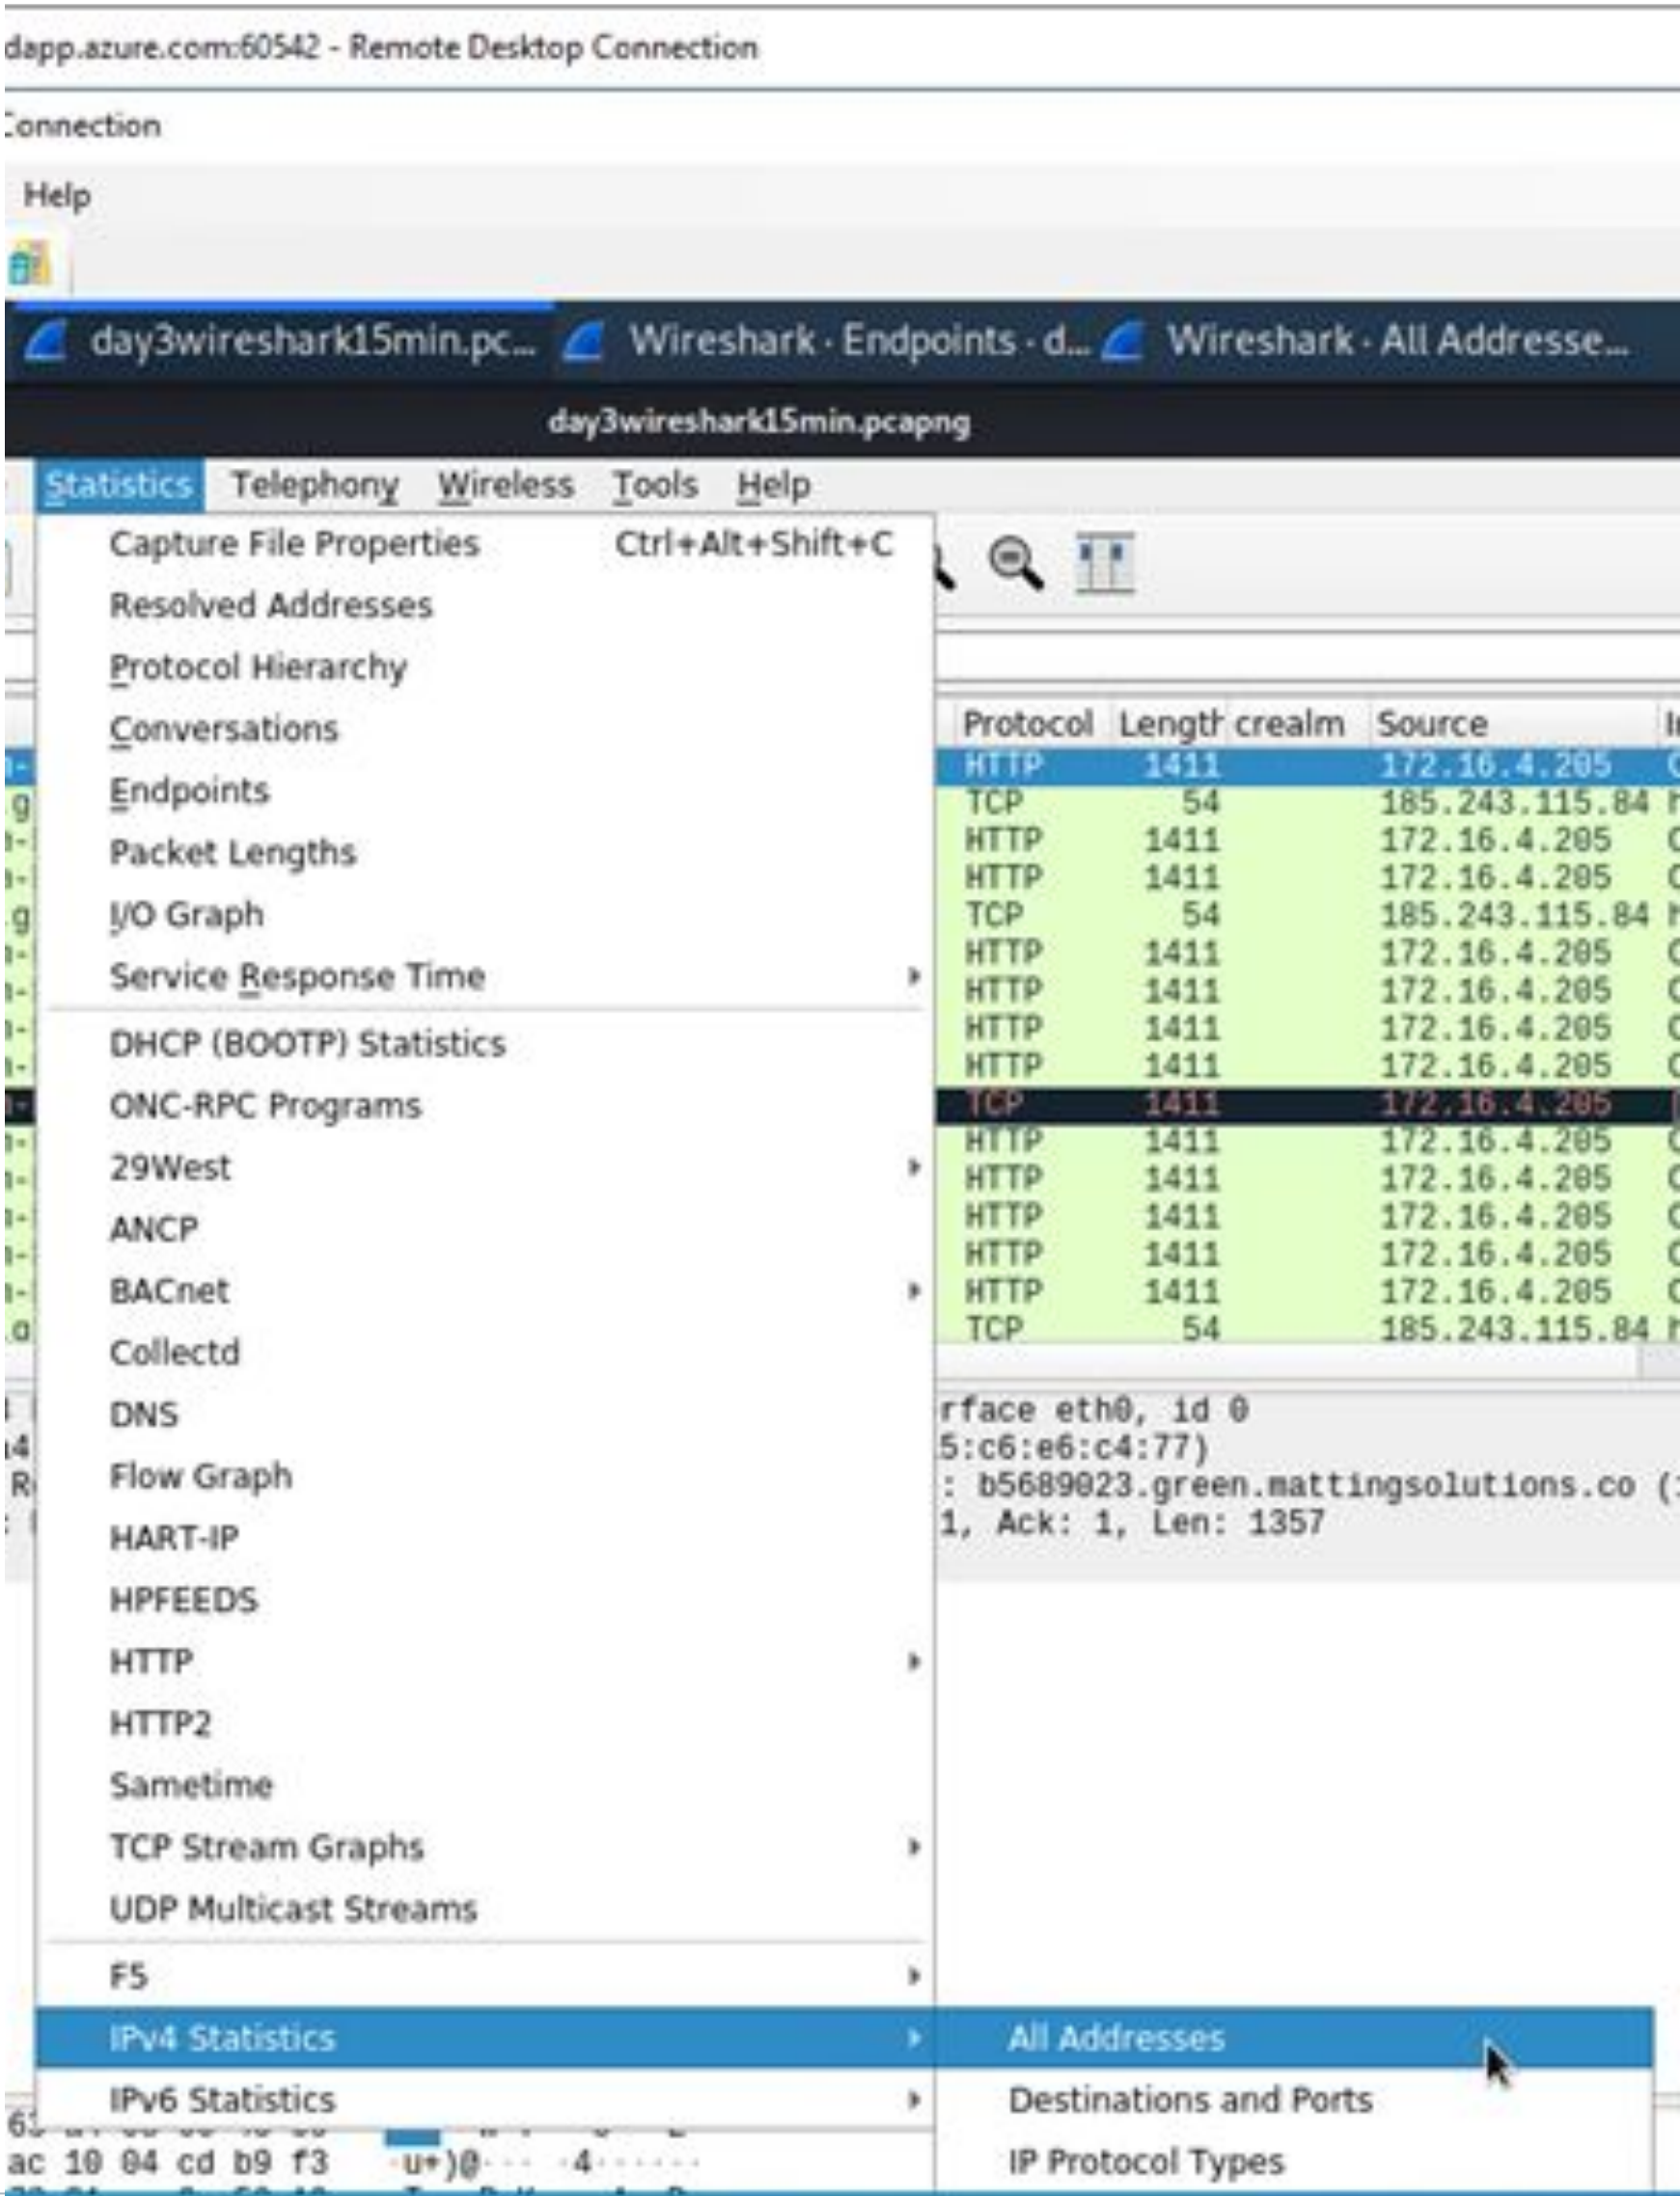 dapp.azure.com:60542 - Remote Desktop Connection
Connection
Help
day3wireshark15min.pc... Wireshark · Endpoints · d... Wireshark · All Addresse...
day3wireshark15min.pcapng
Statistics Telephony Wireless Tools Help
Capture File Properties Ctrl+Alt+Shift+C
Resolved Addresses
Protocol Hierarchy
Conversations
Endpoints
Packet Lengths
I/O Graph
Service Response Time
DHCP (BOOTP) Statistics
ONC-RPC Programs
29West
ANCP
BACnet
Collectd
DNS
Flow Graph
HART-IP
HPFEEDS
HTTP
HTTP2
Sametime
TCP Stream Graphs
UDP Multicast Streams
F5
IPv4 Statistics
IPv6 Statistics
All Addresses
Destinations and Ports
IP Protocol Types
Protocol Length crealm Source
HTTP 1411 172.16.4.205
TCP 54 185.243.115.84
HTTP 1411 172.16.4.205
HTTP 1411 172.16.4.205
TCP 54 185.243.115.84
HTTP 1411 172.16.4.205
HTTP 1411 172.16.4.205
HTTP 1411 172.16.4.205
HTTP 1411 172.16.4.205
TCP 1411 172.16.4.205
HTTP 1411 172.16.4.205
HTTP 1411 172.16.4.205
HTTP 1411 172.16.4.205
HTTP 1411 172.16.4.205
HTTP 1411 172.16.4.205
TCP 54 185.243.115.84
rface eth0, id 0
5:c6:e6:c4:77)
: b5689023.green.mattingsolutions.co (
1, Ack: 1, Len: 1357
ac 10 04 cd b9 f3 ·u+)@··· ·4······